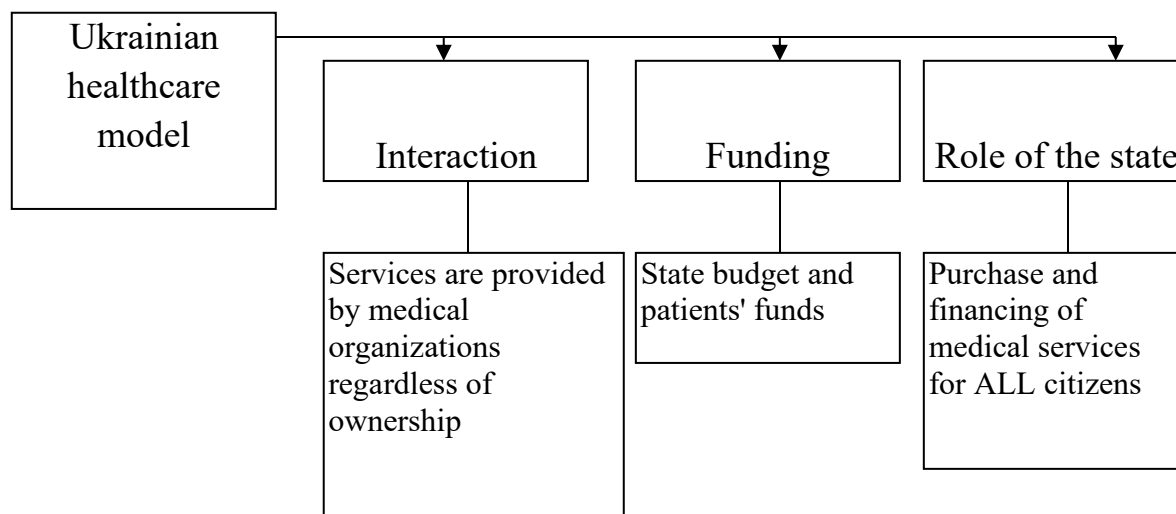 Ukrainian
healthcare
model
Interaction
Funding
Role of the state
Services are provided
by medical
organizations
regardless of
ownership
State budget and
patients' funds
Purchase and
financing of
medical services
for ALL citizens